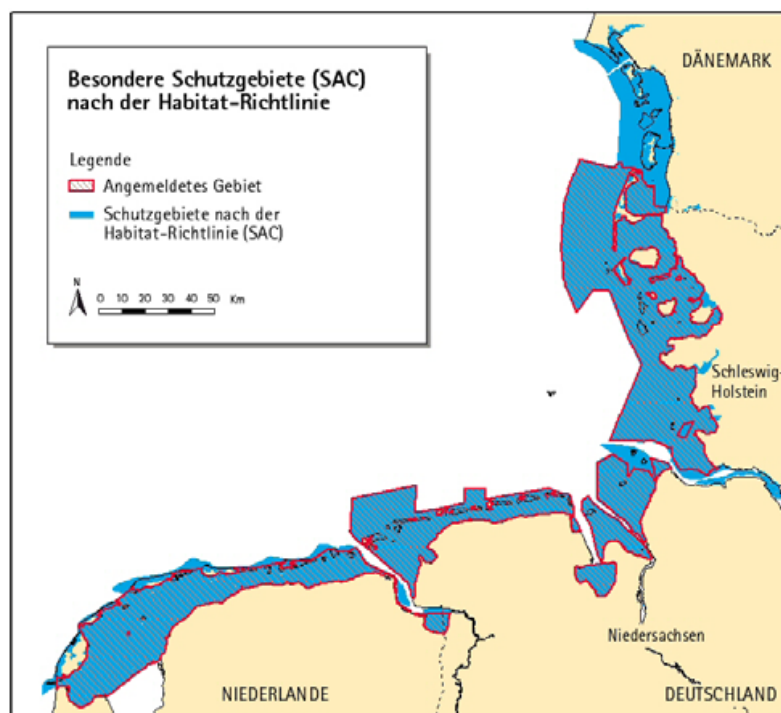 Besondere Schutzgebiete (SAC)
nach der Habitat-Richtlinie
Legende
Angemeldetes Gebiet
Schutzgebiete nach der
Habitat-Richtlinie (SAC)
N
0 10 20 30 40 50 Km
DÄNEMARK
Schleswig-
Holstein
Niedersachsen
NIEDERLANDE
DEUTSCHLAND